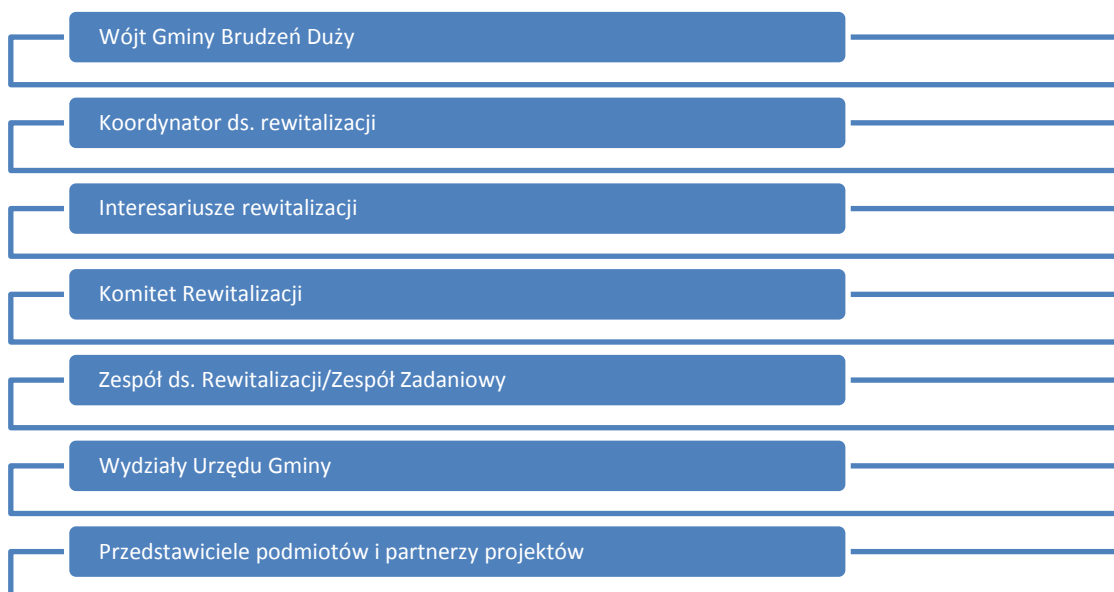 Wójt Gminy Brudzeń Duży
Koordynator ds. rewitalizacji
Interesariusze rewitalizacji
Komitet Rewitalizacji
Zespół ds. Rewitalizacji/Zespół Zadaniowy
Wydziały Urzędu Gminy
Przedstawiciele podmiotów i partnerzy projektów